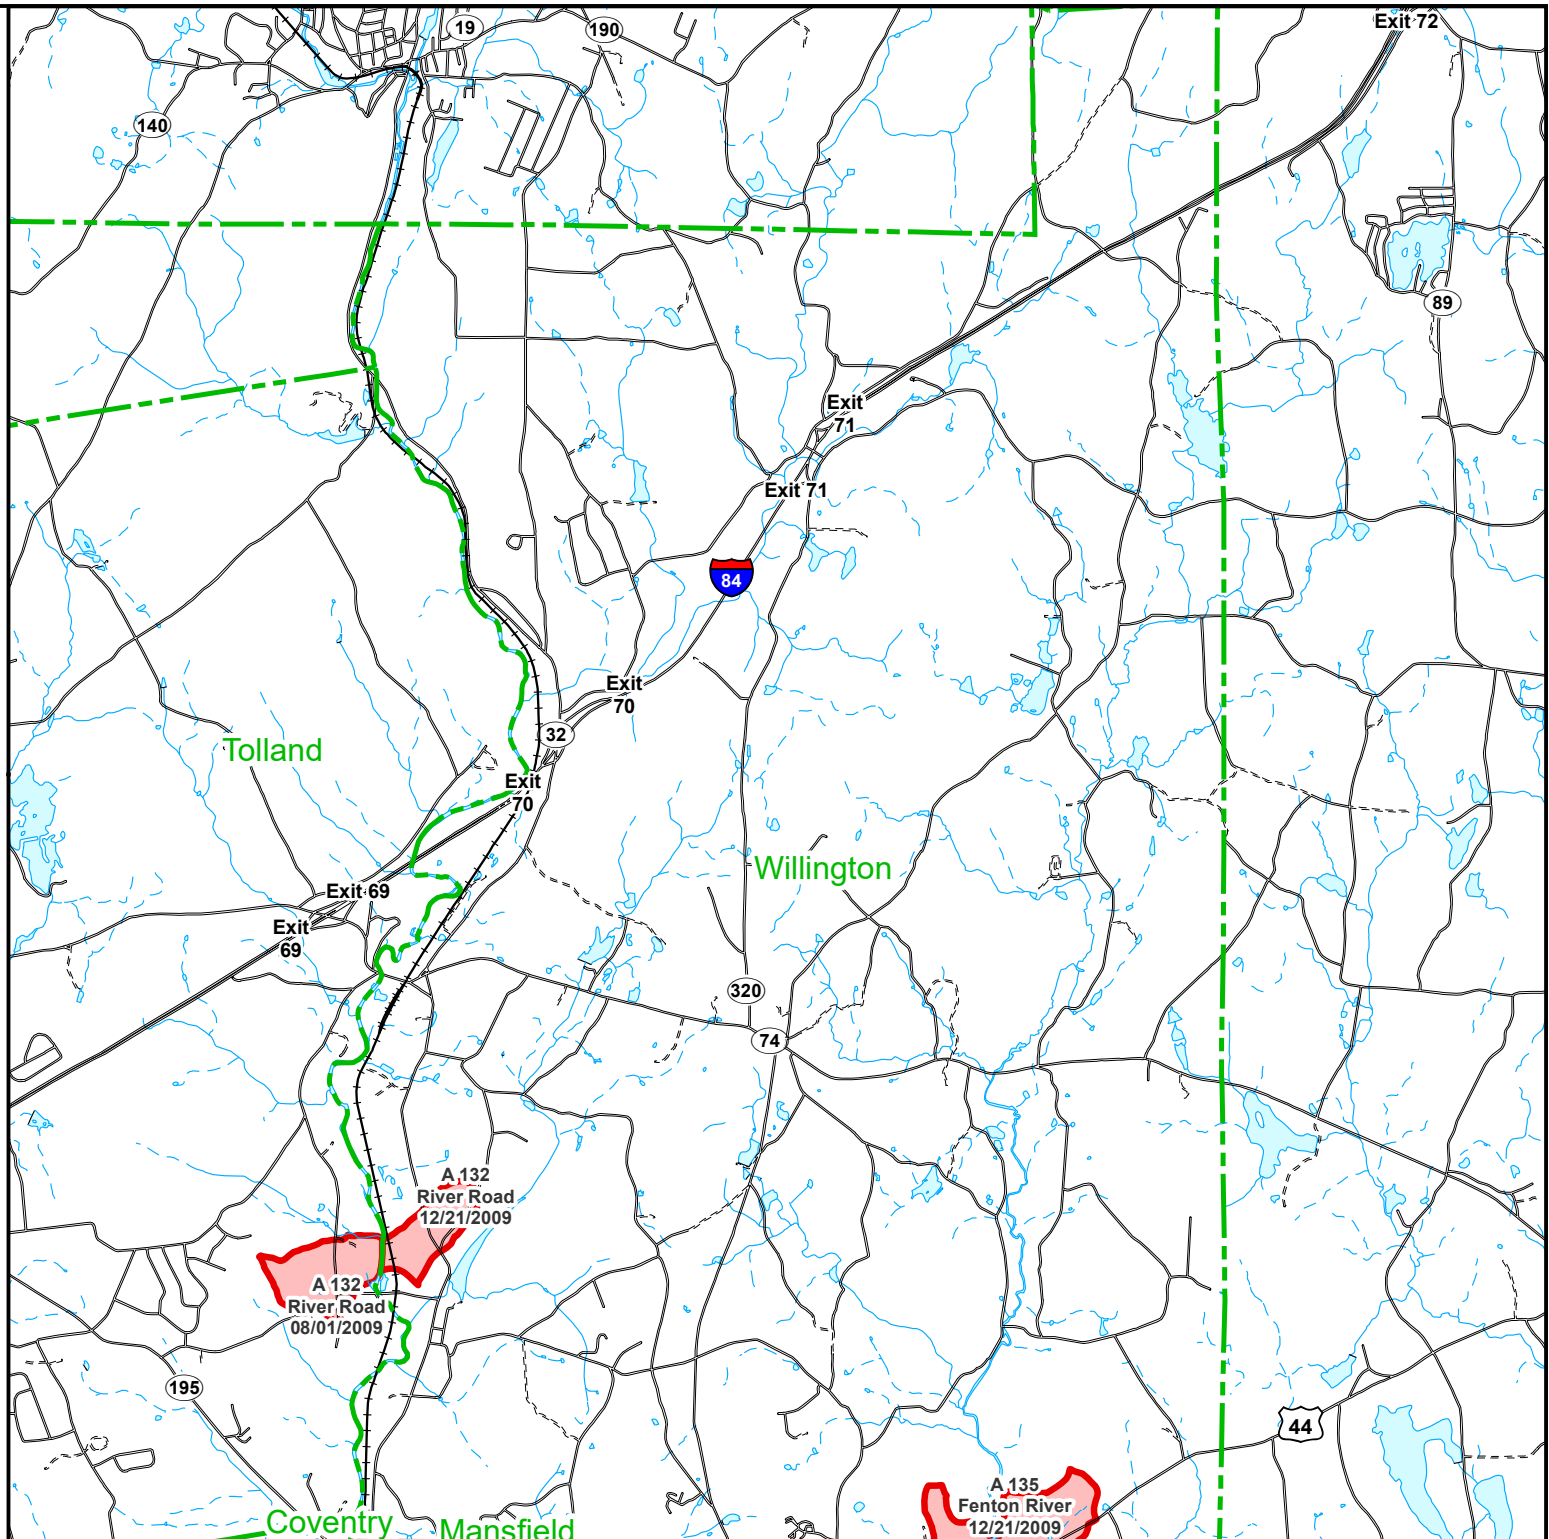 19
190
Exit 72
140
89
Exit
71
Exit 71
84
Exit
70
32
Tolland
Exit
70
Willington
Exit 69
Exit
69
320
74
A 132
River Road
12/21/2009
A 132
River Road
08/01/2009
195
44
A 135
Fenton River
12/21/2009
Coventry
Mansfield